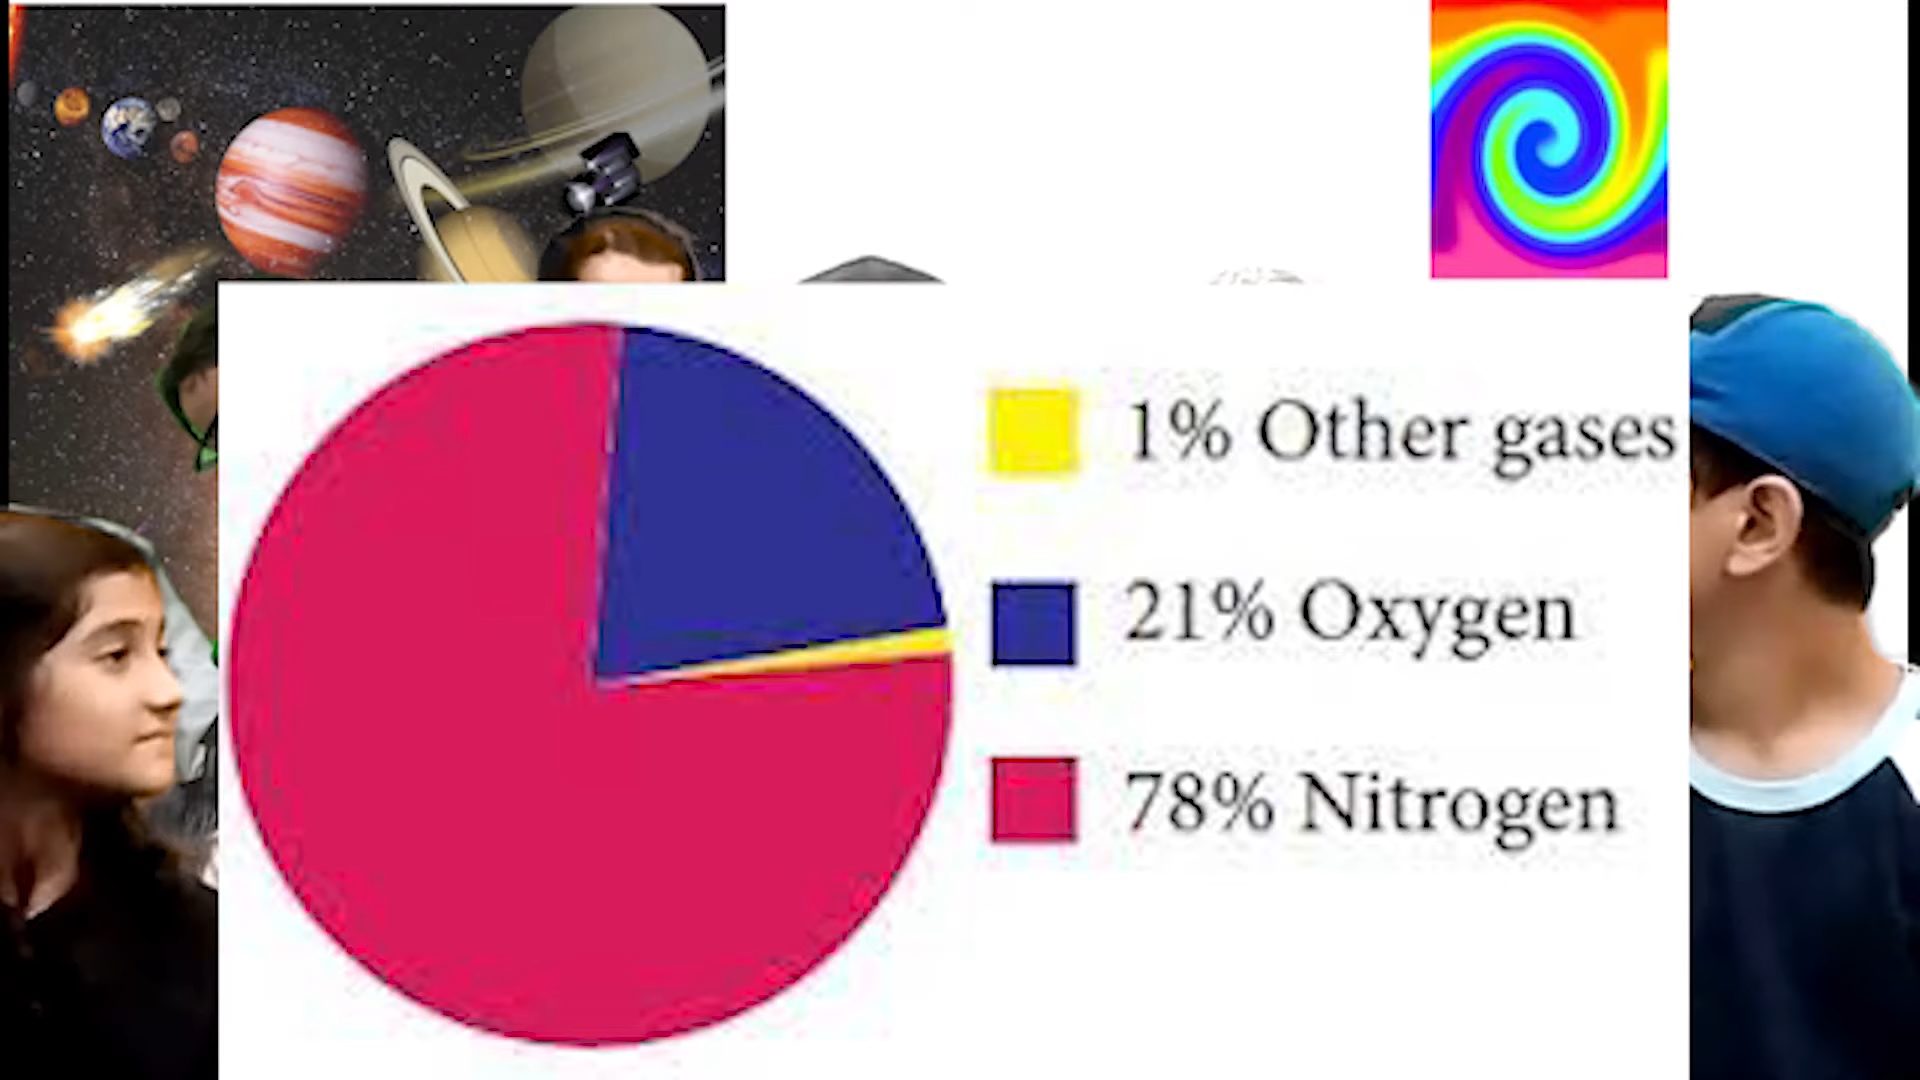 1% Other gases
21% Oxygen
78% Nitrogen